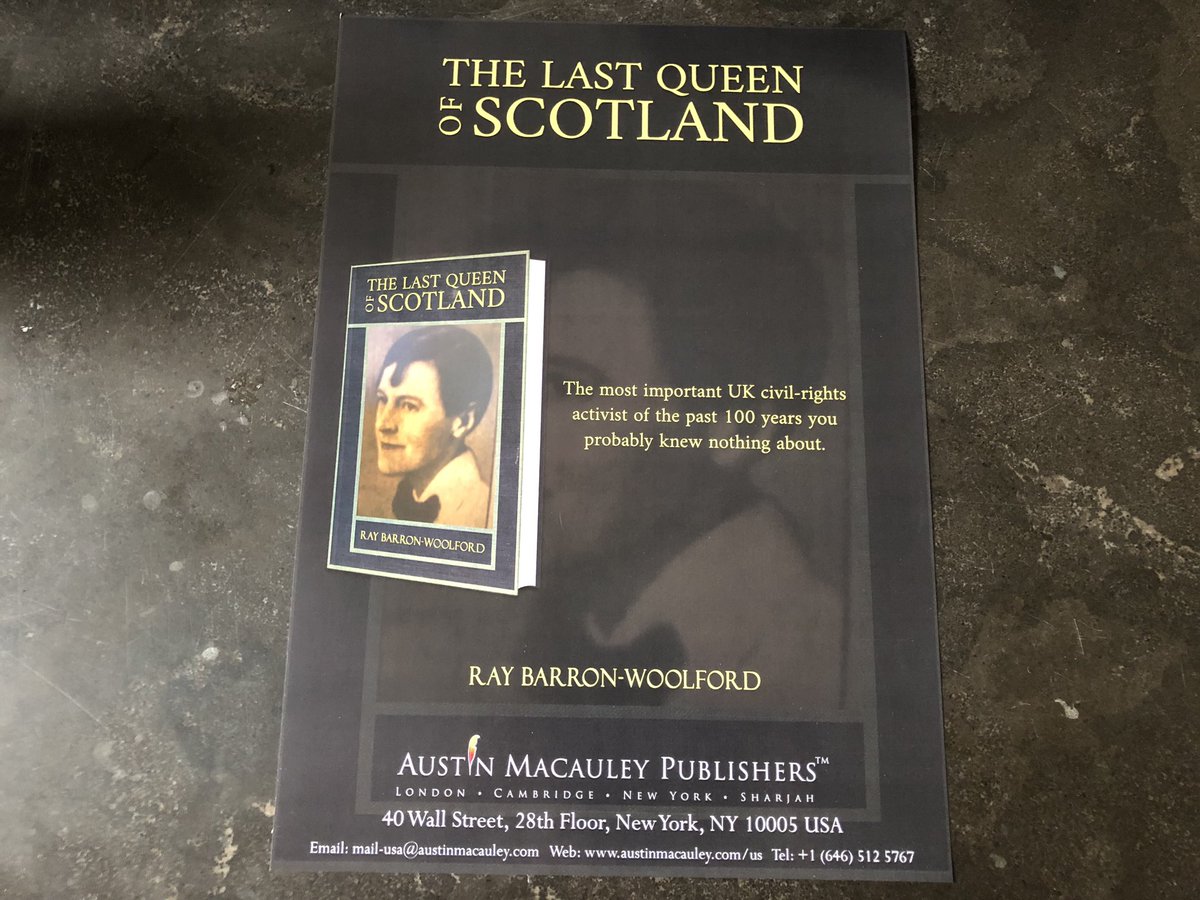 THE LAST QUEEN
OF SCOTLAND
THE LAST QUEEN
OF SCOTLAND
RAY BARRON-WOOLFORD
The most important UK civil-rights
activist of the past 100 years you
probably knew nothing about.
RAY BARRON-WOOLFORD
AUSTIN MACAULEY PUBLISHERS™
LONDON • CAMBRIDGE • NEW YORK • SHARJAH
40 Wall Street, 28th Floor, New York, NY 10005 USA
Email: mail-usa@austinmacauley.com Web: www.austinmacauley.com/us Tel: +1 (646) 512 5767